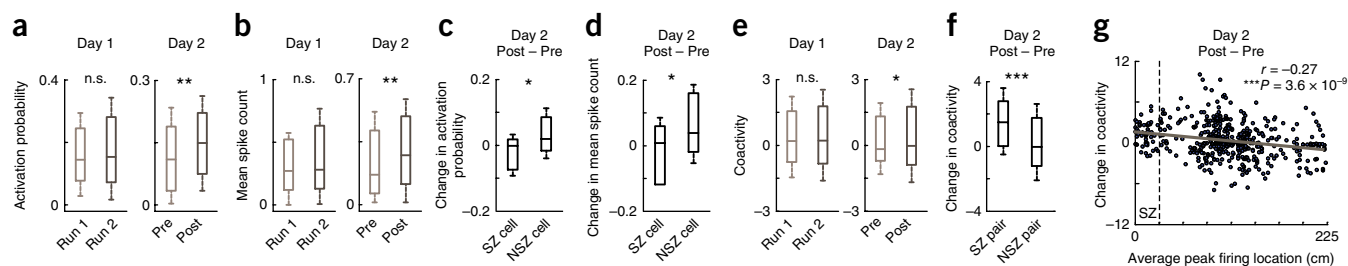 a
Day 1
Day 2
Activation probability
0.4
0
n.s.
Run 1
Run 2
0.3
0
**
Pre
Post
b
Day 1
Day 2
Mean spike count
1
0
n.s.
Run 1
Run 2
0.7
0
**
Pre
Post
c
Day 2
Post – Pre
Change in activation
probability
0.2
0
–0.2
*
SZ cell
NSZ cell
d
Day 2
Post – Pre
Change in mean spike count
0.2
0
–0.2
*
SZ cell
NSZ cell
e
Day 1
Day 2
Coactivity
3
0
–3
n.s.
Run 1
Run 2
3
0
–3
*
Pre
Post
f
Day 2
Post – Pre
Change in coactivity
4
0
–4
***
SZ pair
NSZ pair
g
Day 2
Post – Pre
Change in coactivity
12
0
–12
r = –0.27
***P = 3.6 × 10–9
SZ
0
225
Average peak firing location (cm)